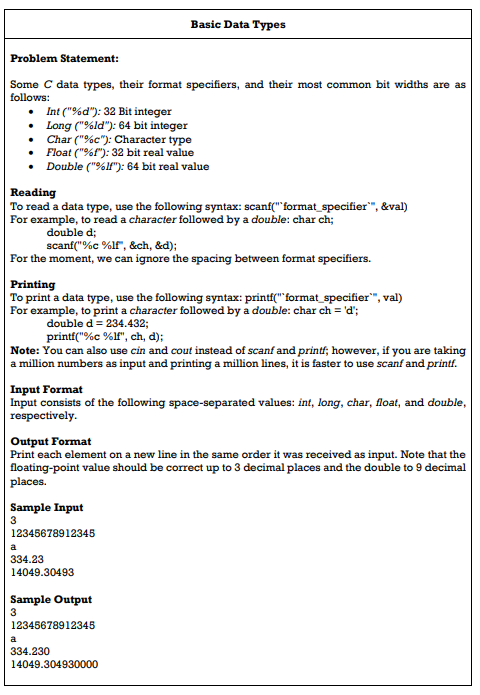 Basic Data Types
Problem Statement:
Some C data types, their format specifiers, and their most common bit widths are as
follows:
• Int ("%d"): 32 Bit integer
• Long ("%ld"): 64 bit integer
• Char ("%c"): Character type
• Float ("%f"): 32 bit real value
• Double ("%lf"): 64 bit real value
Reading
To read a data type, use the following syntax: scanf("`format_specifier`", &val)
For example, to read a character followed by a double: char ch;
double d;
scanf("%c %lf", &ch, &d);
For the moment, we can ignore the spacing between format specifiers.
Printing
To print a data type, use the following syntax: printf("`format_specifier`", val)
For example, to print a character followed by a double: char ch = 'd';
double d = 234.432;
printf("%c %lf", ch, d);
Note: You can also use cin and cout instead of scanf and printf; however, if you are taking
a million numbers as input and printing a million lines, it is faster to use scanf and printf.
Input Format
Input consists of the following space-separated values: int, long, char, float, and double,
respectively.
Output Format
Print each element on a new line in the same order it was received as input. Note that the
floating-point value should be correct up to 3 decimal places and the double to 9 decimal
places.
Sample Input
3
12345678912345
a
334.23
14049.30493
Sample Output
3
12345678912345
a
334.230
14049.304930000